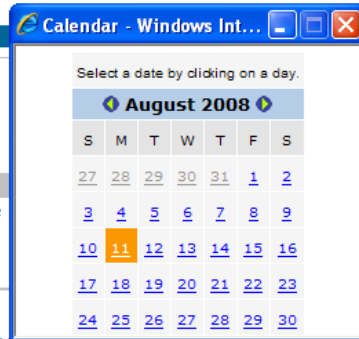 Calendar - Windows Int...
Select a date by clicking on a day.
August 2008
S M T W T F S
27 28 29 30 31 1 2
3 4 5 6 7 8 9
10 11 12 13 14 15 16
17 18 19 20 21 22 23
24 25 26 27 28 29 30